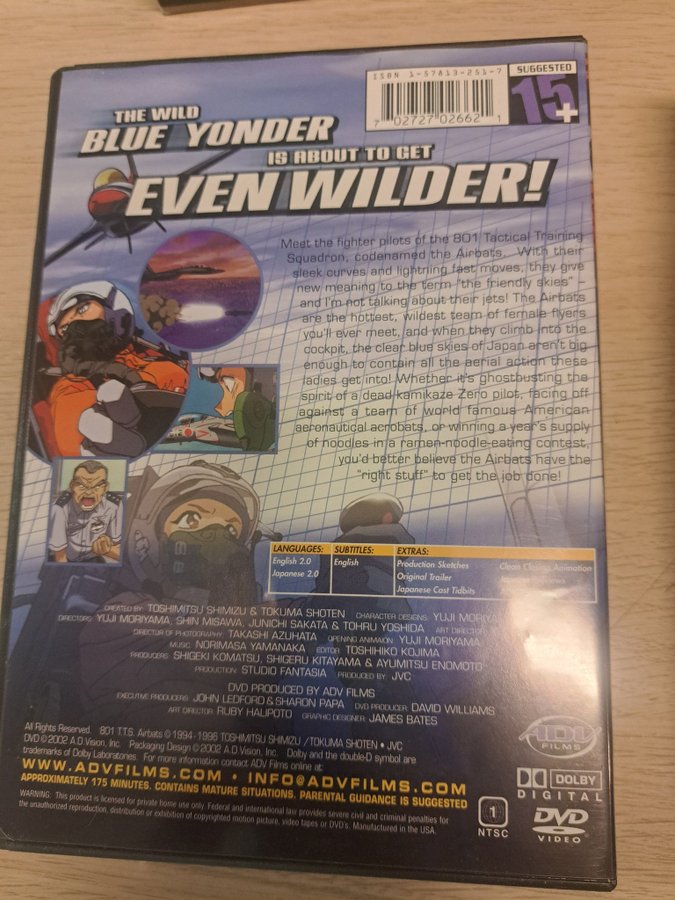 ISBN 1-57813-251-7
7 02727 02662 1
SUGGESTED
15+
THE WILD
BLUE YONDER
IS ABOUT TO GET
EVEN WILDER!
Meet the fighter pilots of the 801 Tactical Training
Squadron, codenamed the Airbats. With their
sleek curves and lightning fast moves, they give
new meaning to the term "the friendly skies" –
and I'm not talking about their jets! The Airbats
are the hottest, wildest team of female flyers
you'll ever meet, and when they climb into the
cockpit, the clear blue skies of Japan aren't big
enough to contain all the aerial action these
ladies get into! Whether it's ghostbusting the
spirit of a dead kamikaze Zero pilot, facing off
against a team of world famous American
aeronautical acrobats, or winning a year's supply
of noodles in a ramen-noodle-eating contest,
you'd better believe the Airbats have the
"right stuff" to get the job done!
LANGUAGES:
English 2.0
Japanese 2.0
SUBTITLES:
English
EXTRAS:
Production Sketches
Original Trailer
Japanese Cast Tidbits
Clean Closing Animation
CREATED BY TOSHIMITSU SHIMIZU & TOKUMA SHOTEN CHARACTER DESIGNS: YUJI MORIYA
DIRECTORS: YUJI MORIYAMA, SHIN MISAWA, JUNICHI SAKATA & TOHRU YOSHIDA ART DIRECT
DIRECTOR OF PHOTOGRAPHY: TAKASHI AZUHATA OPENING ANIMAION: YUJI MORIYAMA
MUSIC: NORIMASA YAMANAKA EDITOR: TOSHIHIKO KOJIMA
PRODUCERS: SHIGEKI KOMATSU, SHIGERU KITAYAMA & AYUMITSU ENOMOTO
PRODUCTION: STUDIO FANTASIA PRODUCED BY: JVC
DVD PRODUCED BY ADV FILMS
EXECUTIVE PRODUCERS: JOHN LEDFORD & SHARON PAPA DVD PRODUCER: DAVID WILLIAMS
ART DIRECTOR: RUBY HALIPOTO GRAPHIC DESIGNER: JAMES BATES
All Rights Reserved. 801 T.T.S. Airbats © 1994-1996 TOSHIMITSU SHIMIZU /TOKUMA SHOTEN • JVC
DVD © 2002 A.D.Vision, Inc. Packaging Design © 2002 A.D. Vision, Inc. Dolby and the double-D symbol are
trademarks of Dolby Laboratories. For more information contact ADV Films online at:
WWW.ADVFILMS.COM • INFO@ADVFILMS.COM
APPROXIMATELY 175 MINUTES. CONTAINS MATURE SITUATIONS. PARENTAL GUIDANCE IS SUGGESTED
WARNING: This product is licensed for private home use only. Federal and international law provides severe civil and criminal penalties for
the unauthorized reproduction, distribution or exhibition of copyrighted motion picture, video tapes or DVD's. Manufactured in the USA.
ADV
FILMS
DOLBY
DIGITAL
1
NTSC
DVD
VIDEO